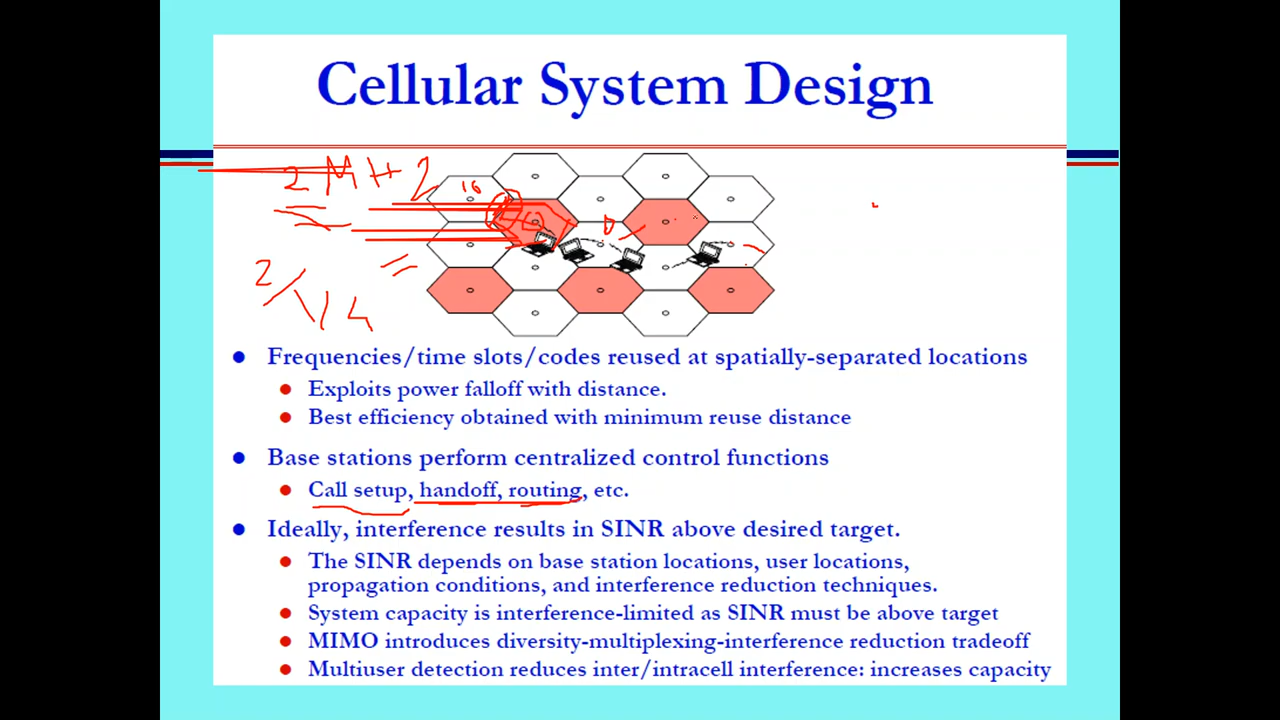 Cellular System Design
2 MHz
16
2/14
Frequencies/time slots/codes reused at spatially-separated locations
Exploits power falloff with distance.
Best efficiency obtained with minimum reuse distance
Base stations perform centralized control functions
Call setup, handoff, routing, etc.
Ideally, interference results in SINR above desired target.
The SINR depends on base station locations, user locations,
propagation conditions, and interference reduction techniques.
System capacity is interference-limited as SINR must be above target
MIMO introduces diversity-multiplexing-interference reduction tradeoff
Multiuser detection reduces inter/intracell interference: increases capacity